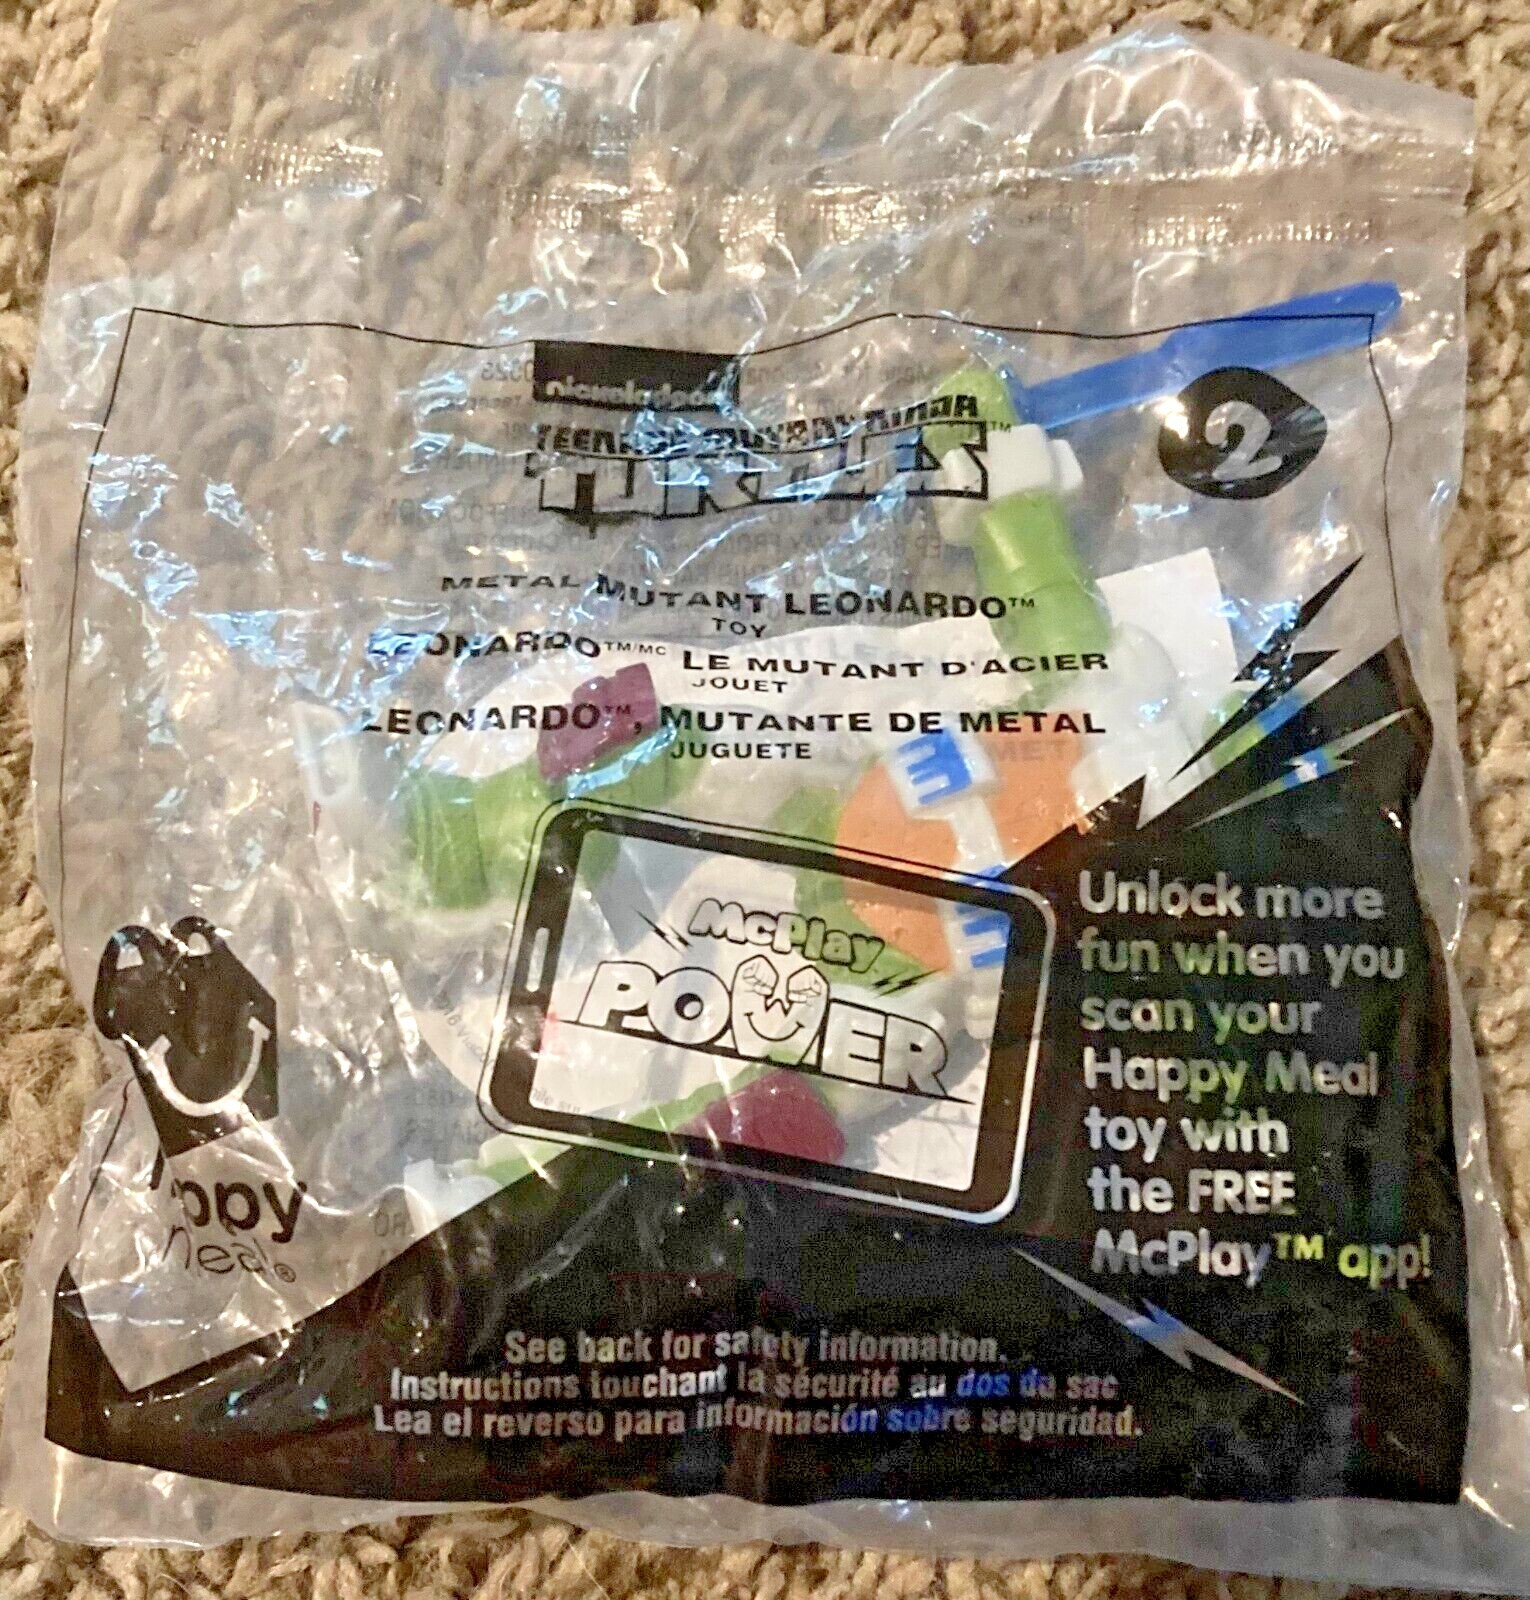 nickelodeon
TEENAGE MUTANT NINJA
TURTLES™
2
METAL MUTANT LEONARDO™
TOY
LEONARDO™/MC LE MUTANT D'ACIER
JOUET
LEONARDO™, MUTANTE DE METAL
JUGUETE
McPlay
POWER
Unlock more
fun when you
scan your
Happy Meal
toy with
the FREE
McPlay™ app!
ppy
meal®
See back for safety information.
Instructions touchant la sécurité au dos du sac
Lea el reverso para información sobre seguridad.